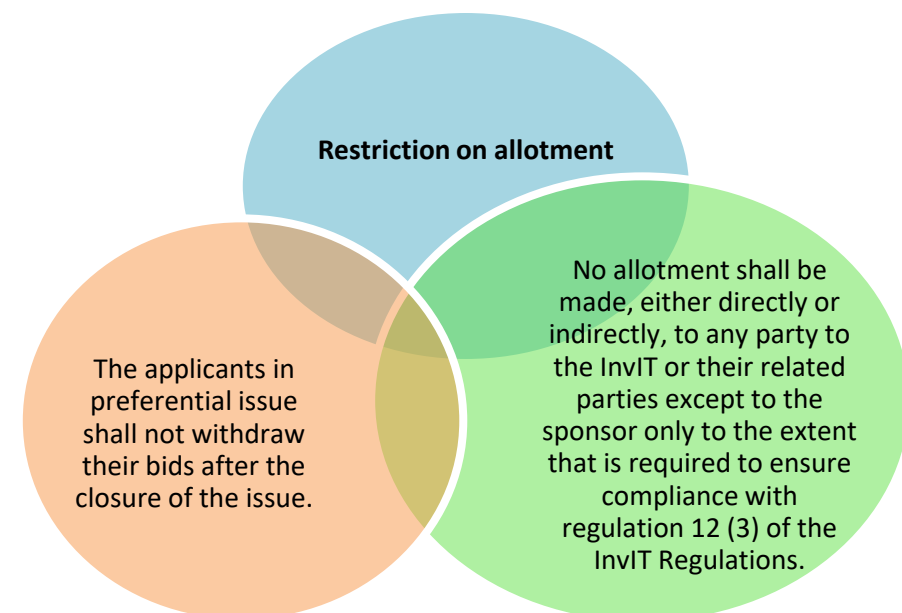 Restriction on allotment
The applicants in
preferential issue
shall not withdraw
their bids after the
closure of the issue.
No allotment shall be
made, either directly or
indirectly, to any party to
the InvIT or their related
parties except to the
sponsor only to the extent
that is required to ensure
compliance with
regulation 12 (3) of the
InvIT Regulations.